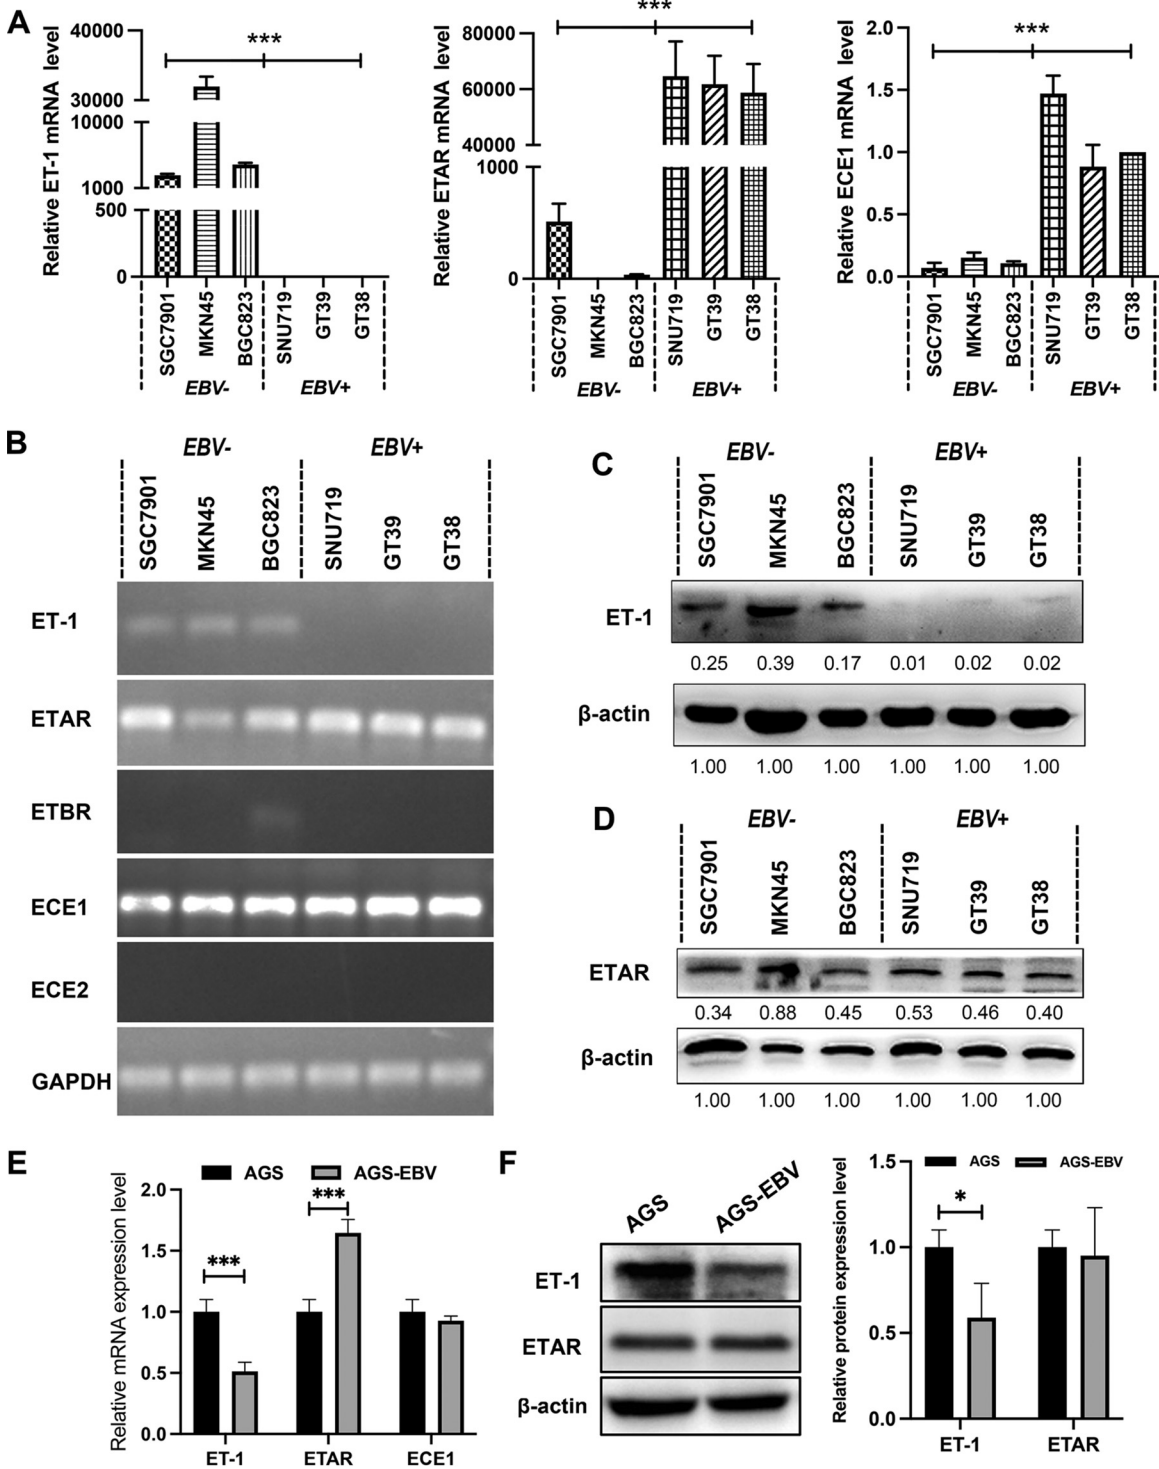 A
Relative ET-1 mRNA level
40000
30000
10000
1000
500
0
***
SGC7901
MKN45
BGC823
SNU719
GT39
GT38
EBV-
EBV+
Relative ETAR mRNA level
80000
60000
40000
1000
0
***
SGC7901
MKN45
BGC823
SNU719
GT39
GT38
EBV-
EBV+
Relative ECE1 mRNA level
2.0
1.5
1.0
0.5
0.0
***
SGC7901
MKN45
BGC823
SNU719
GT39
GT38
EBV-
EBV+
B
EBV- EBV+
SGC7901
MKN45
BGC823
SNU719
GT39
GT38
ET-1
ETAR
ETBR
ECE1
ECE2
GAPDH
C
EBV- EBV+
SGC7901
MKN45
BGC823
SNU719
GT39
GT38
ET-1
0.25 0.39 0.17 0.01 0.02 0.02
β-actin
1.00 1.00 1.00 1.00 1.00 1.00
D
EBV- EBV+
SGC7901
MKN45
BGC823
SNU719
GT39
GT38
ETAR
0.34 0.88 0.45 0.53 0.46 0.40
β-actin
1.00 1.00 1.00 1.00 1.00 1.00
E
AGS AGS-EBV
Relative mRNA expression level
2.0
1.5
1.0
0.5
0.0
***
***
ET-1 ETAR ECE1
F
AGS AGS-EBV
ET-1
ETAR
β-actin
AGS AGS-EBV
Relative protein expression level
1.5
1.0
0.5
0.0
*
ET-1 ETAR